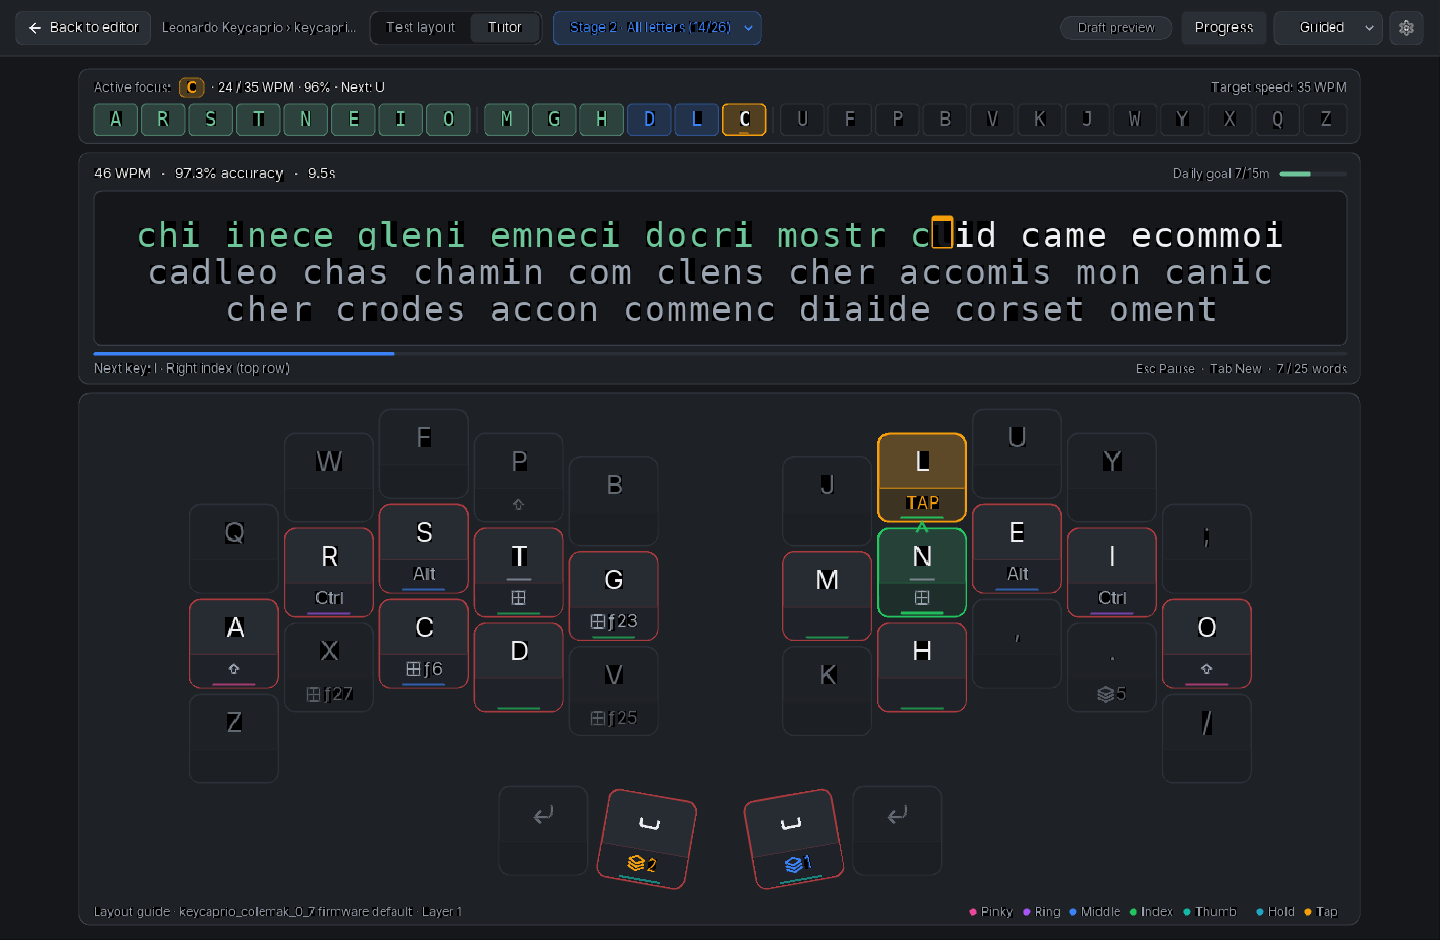 Back to editor
Leonardo Keycaprio › keycapri...
Test layout
Tutor
Stage 2 · All letters (14/26)
Draft preview
Progress
Guided
Active focus: C · 24 / 35 WPM · 96% · Next: U
Target speed: 35 WPM
A R S T N E I O M G H D L C U F P B V K J W Y X Q Z
46 WPM · 97.3% accuracy · 9.5s
Daily goal 7/15m
chi inece gleni emneci docri mostr clid came ecommoi
cadleo chas chamin com clens cher accomis mon canic
cher crodes accon commenc diaide corset oment
Next key: l · Right index (top row)
Esc Pause · Tab New · 7 / 25 words
F U
W P L Y
TAP
B J
Q S E ;
Alt Alt
R T N I
Ctrl Ctrl
G M
ƒ23
A C , O
ƒ6
X D H .
ƒ27 5
V K
ƒ25
Z /
2 1
Layout guide · keycaprio_colemak_0_7 firmware default · Layer 1
Pinky Ring Middle Index Thumb Hold Tap